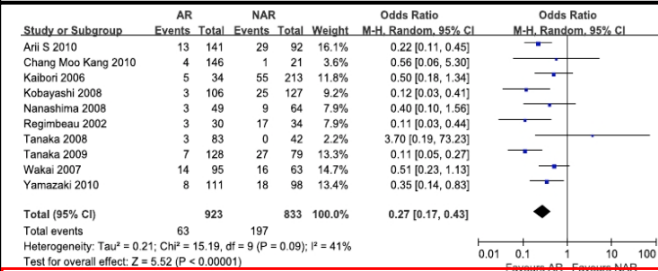 AR NAR Odds Ratio Odds Ratio
Study or Subgroup Events Total Events Total Weight M-H, Random, 95% CI M-H, Random, 95% CI
Arii S 2010 13 141 29 92 16.1% 0.22 [0.11, 0.45]
Chang Moo Kang 2010 4 146 1 21 3.6% 0.56 [0.06, 5.30]
Kaibori 2006 5 34 55 213 10.6% 0.50 [0.18, 1.34]
Kobayashi 2008 3 106 25 127 8.6% 0.12 [0.03, 0.41]
Nanashima 2008 3 49 9 64 7.4% 0.40 [0.10, 1.56]
Regimbeau 2002 3 30 17 34 7.3% 0.11 [0.03, 0.44]
Tanaka 2008 3 83 0 42 2.2% 3.70 [0.19, 73.23]
Tanaka 2009 7 128 27 79 13.2% 0.11 [0.05, 0.27]
Wakai 2007 14 95 16 63 14.5% 0.51 [0.23, 1.13]
Yamazaki 2010 8 111 18 98 13.4% 0.35 [0.14, 0.83]
Total (95% CI) 923 833 100.0% 0.27 [0.17, 0.43]
Total events 63 197
Heterogeneity: Tau² = 0.21; Chi² = 15.19, df = 9 (P = 0.09); I² = 41%
Test for overall effect: Z = 5.52 (P < 0.00001)
0.01 0.1 1 10 100
Favours AR Favours NAR